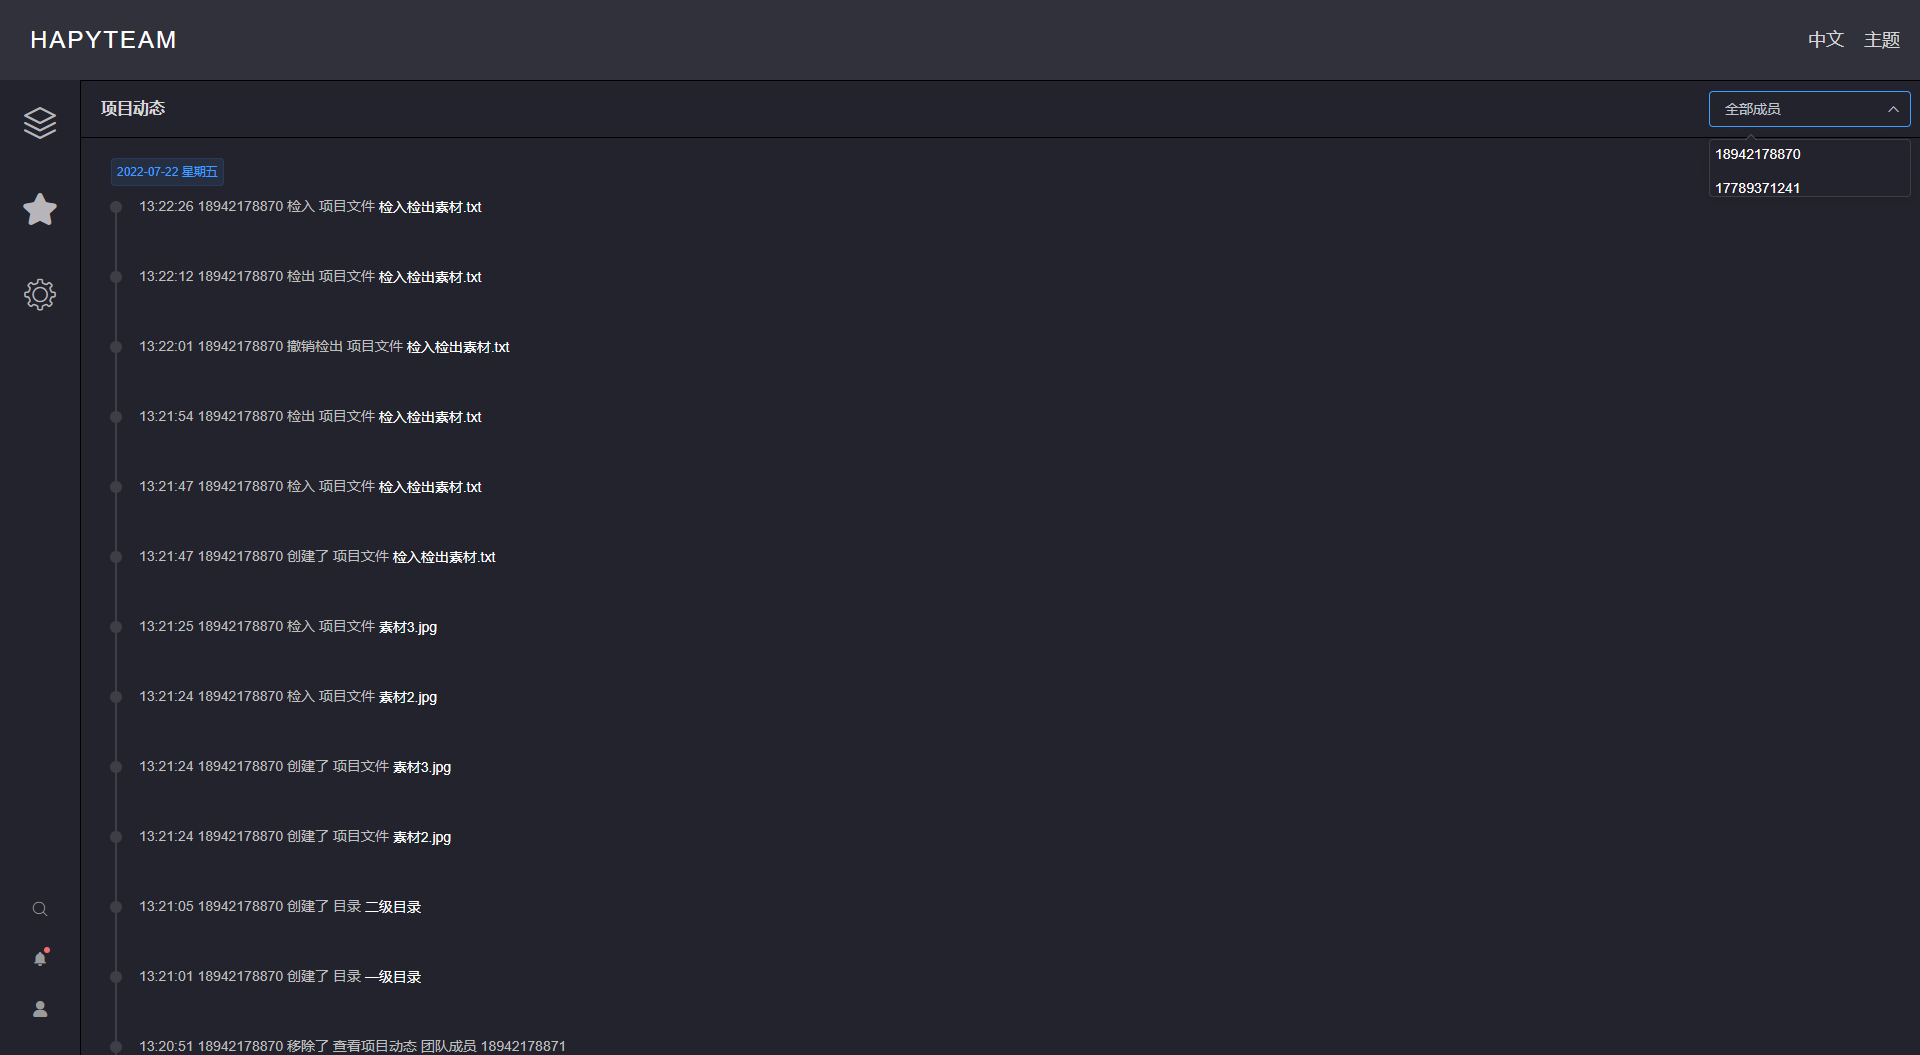 HAPYTEAM
中文 主题
项目动态
全部成员
18942178870
17789371241
2022-07-22 星期五
13:22:26 18942178870 检入 项目文件 检入检出素材.txt
13:22:12 18942178870 检出 项目文件 检入检出素材.txt
13:22:01 18942178870 撤销检出 项目文件 检入检出素材.txt
13:21:54 18942178870 检出 项目文件 检入检出素材.txt
13:21:47 18942178870 检入 项目文件 检入检出素材.txt
13:21:47 18942178870 创建了 项目文件 检入检出素材.txt
13:21:25 18942178870 检入 项目文件 素材3.jpg
13:21:24 18942178870 检入 项目文件 素材2.jpg
13:21:24 18942178870 创建了 项目文件 素材3.jpg
13:21:24 18942178870 创建了 项目文件 素材2.jpg
13:21:05 18942178870 创建了 目录 二级目录
13:21:01 18942178870 创建了 目录 一级目录
13:20:51 18942178870 移除了 查看项目动态 团队成员 18942178871